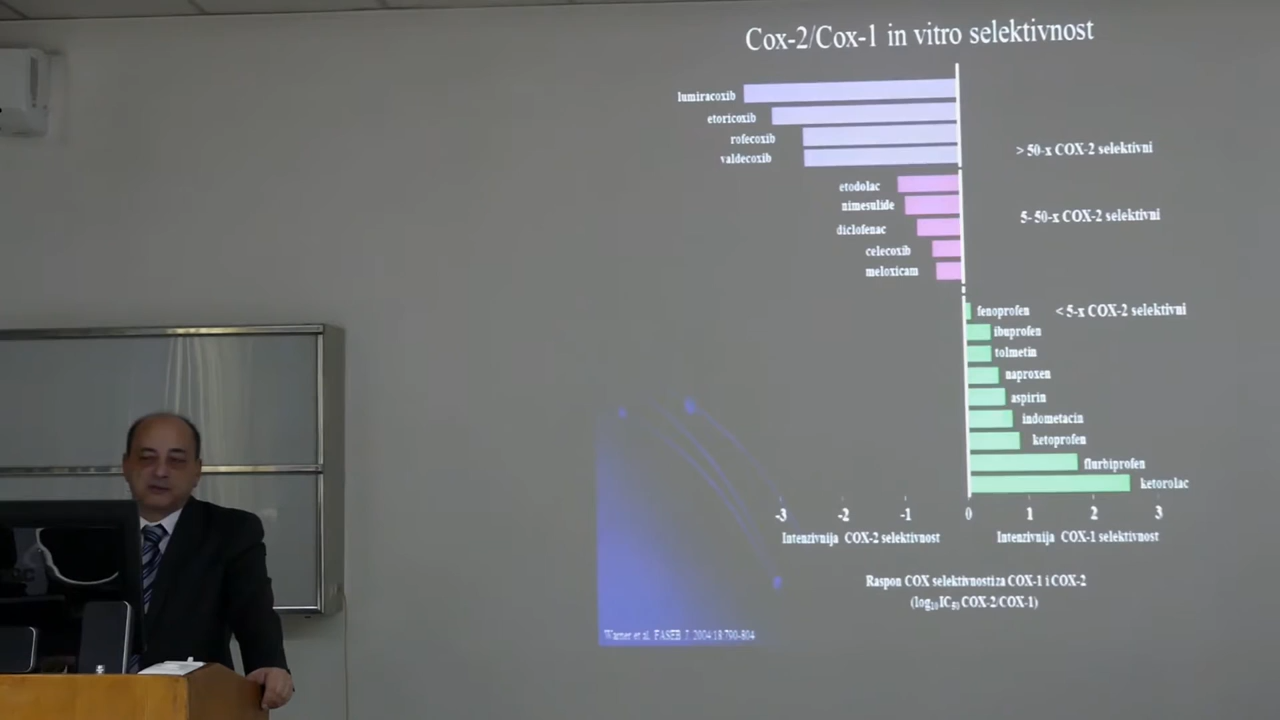 Cox-2/Cox-1 in vitro selektivnost
lumiracoxib
etoricoxib
rofecoxib
valdecoxib
> 50-x COX-2 selektivni
etodolac
nimesulide
diclofenac
celecoxib
meloxicam
5- 50-x COX-2 selektivni
fenoprofen
< 5-x COX-2 selektivni
ibuprofen
tolmetin
naproxen
aspirin
indometacin
ketoprofen
flurbiprofen
ketorolac
-3 -2 -1 0 1 2 3
Intenzivnija COX-2 selektivnost
Intenzivnija COX-1 selektivnost
Raspon COX selektivnosti za COX-1 i COX-2
(log10 IC50 COX-2/COX-1)
Warner et al. FASEB J. 2004:18:790-804